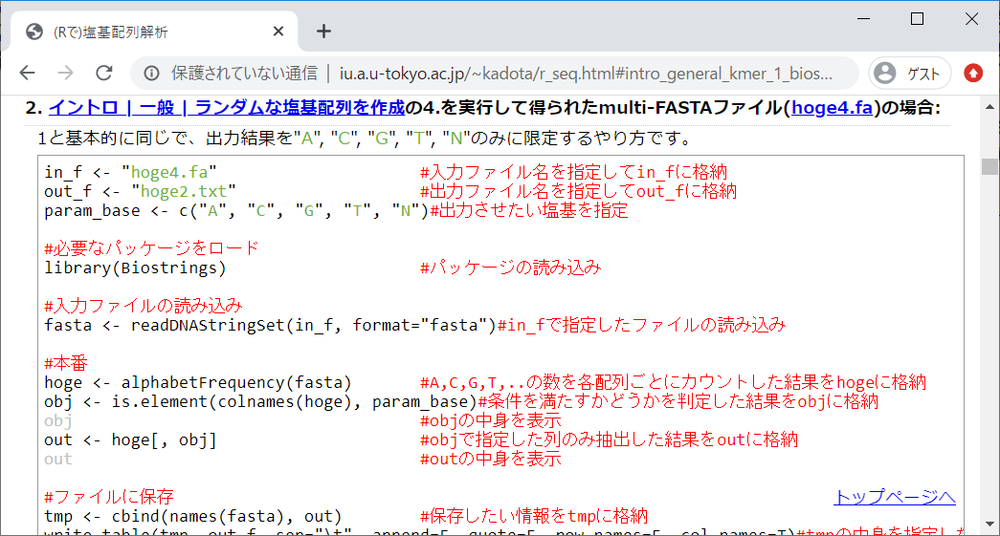 (Rで)塩基配列解析
保護されていない通信 | iu.a.u-tokyo.ac.jp/~kadota/r_seq.html#intro_general_kmer_1_bios... ゲスト
2. イントロ | 一般 | ランダムな塩基配列を作成の4.を実行して得られたmulti-FASTAファイル(hoge4.fa)の場合:
1と基本的に同じで、出力結果を"A", "C", "G", "T", "N"のみに限定するやり方です。
in_f <- "hoge4.fa" #入力ファイル名を指定してin_fに格納
out_f <- "hoge2.txt" #出力ファイル名を指定してout_fに格納
param_base <- c("A", "C", "G", "T", "N")#出力させたい塩基を指定
#必要なパッケージをロード
library(Biostrings) #パッケージの読み込み
#入力ファイルの読み込み
fasta <- readDNAStringSet(in_f, format="fasta")#in_fで指定したファイルの読み込み
#本番
hoge <- alphabetFrequency(fasta) #A,C,G,T,..の数を各配列ごとにカウントした結果をhogeに格納
obj <- is.element(colnames(hoge), param_base)#条件を満たすかどうかを判定した結果をobjに格納
obj #objの中身を表示
out <- hoge[, obj] #objで指定した列のみ抽出した結果をoutに格納
out #outの中身を表示
#ファイルに保存 トップページへ
tmp <- cbind(names(fasta), out) #保存したい情報をtmpに格納
write.table(tmp, out_f, sep="\t", append=F, quote=F, row.names=F, col.names=T)#tmpの中身を指定した